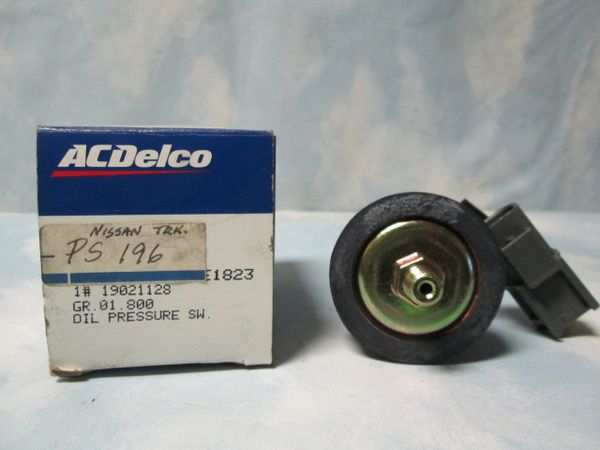 ACDelco
NISSAN TRK.
PS 196
E1823
1# 19021128
GR.01.800
OIL PRESSURE SW.